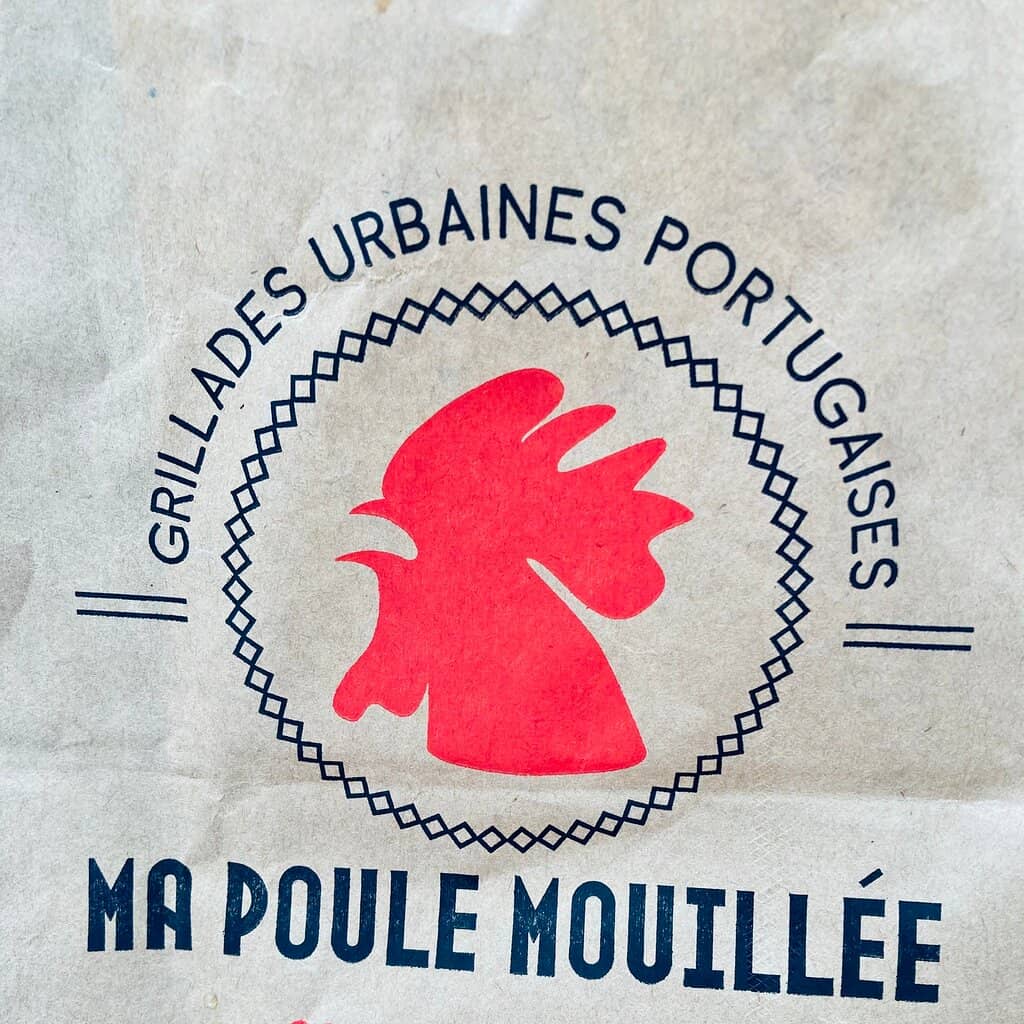 GRILLADES URBAINES PORTUGAISES
MA POULE MOUILLÉE